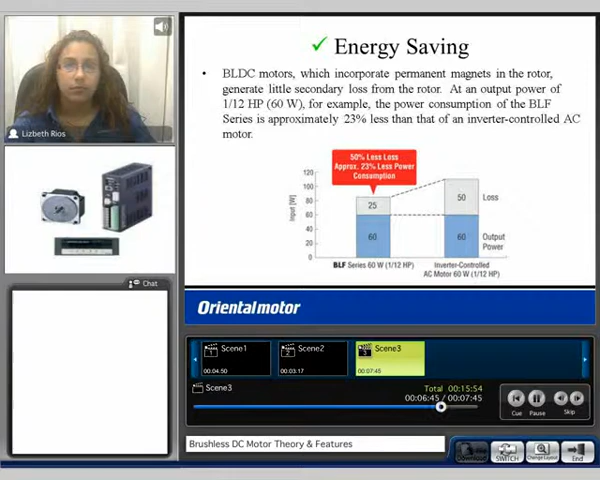 Lizbeth Rios
Chat
✓ Energy Saving
• BLDC motors, which incorporate permanent magnets in the rotor,
generate little secondary loss from the rotor. At an output power of
1/12 HP (60 W), for example, the power consumption of the BLF
Series is approximately 23% less than that of an inverter-controlled AC
motor.
50% Less Loss
Approx. 23% Less Power
Consumption
Input [W]
120
100
80
60
40
20
0
25
60
50
60
Loss
Output
Power
BLF Series 60 W (1/12 HP)
Inverter-Controlled
AC Motor 60 W (1/12 HP)
Orientalmotor
1 Scene1
00:04:50
2 Scene2
00:03:17
3 Scene3
00:07:45
Scene3
Total 00:15:54
00:06:45 / 00:07:45
Cue Pause Skip
Brushless DC Motor Theory & Features
Download SWITCH Change Layout End